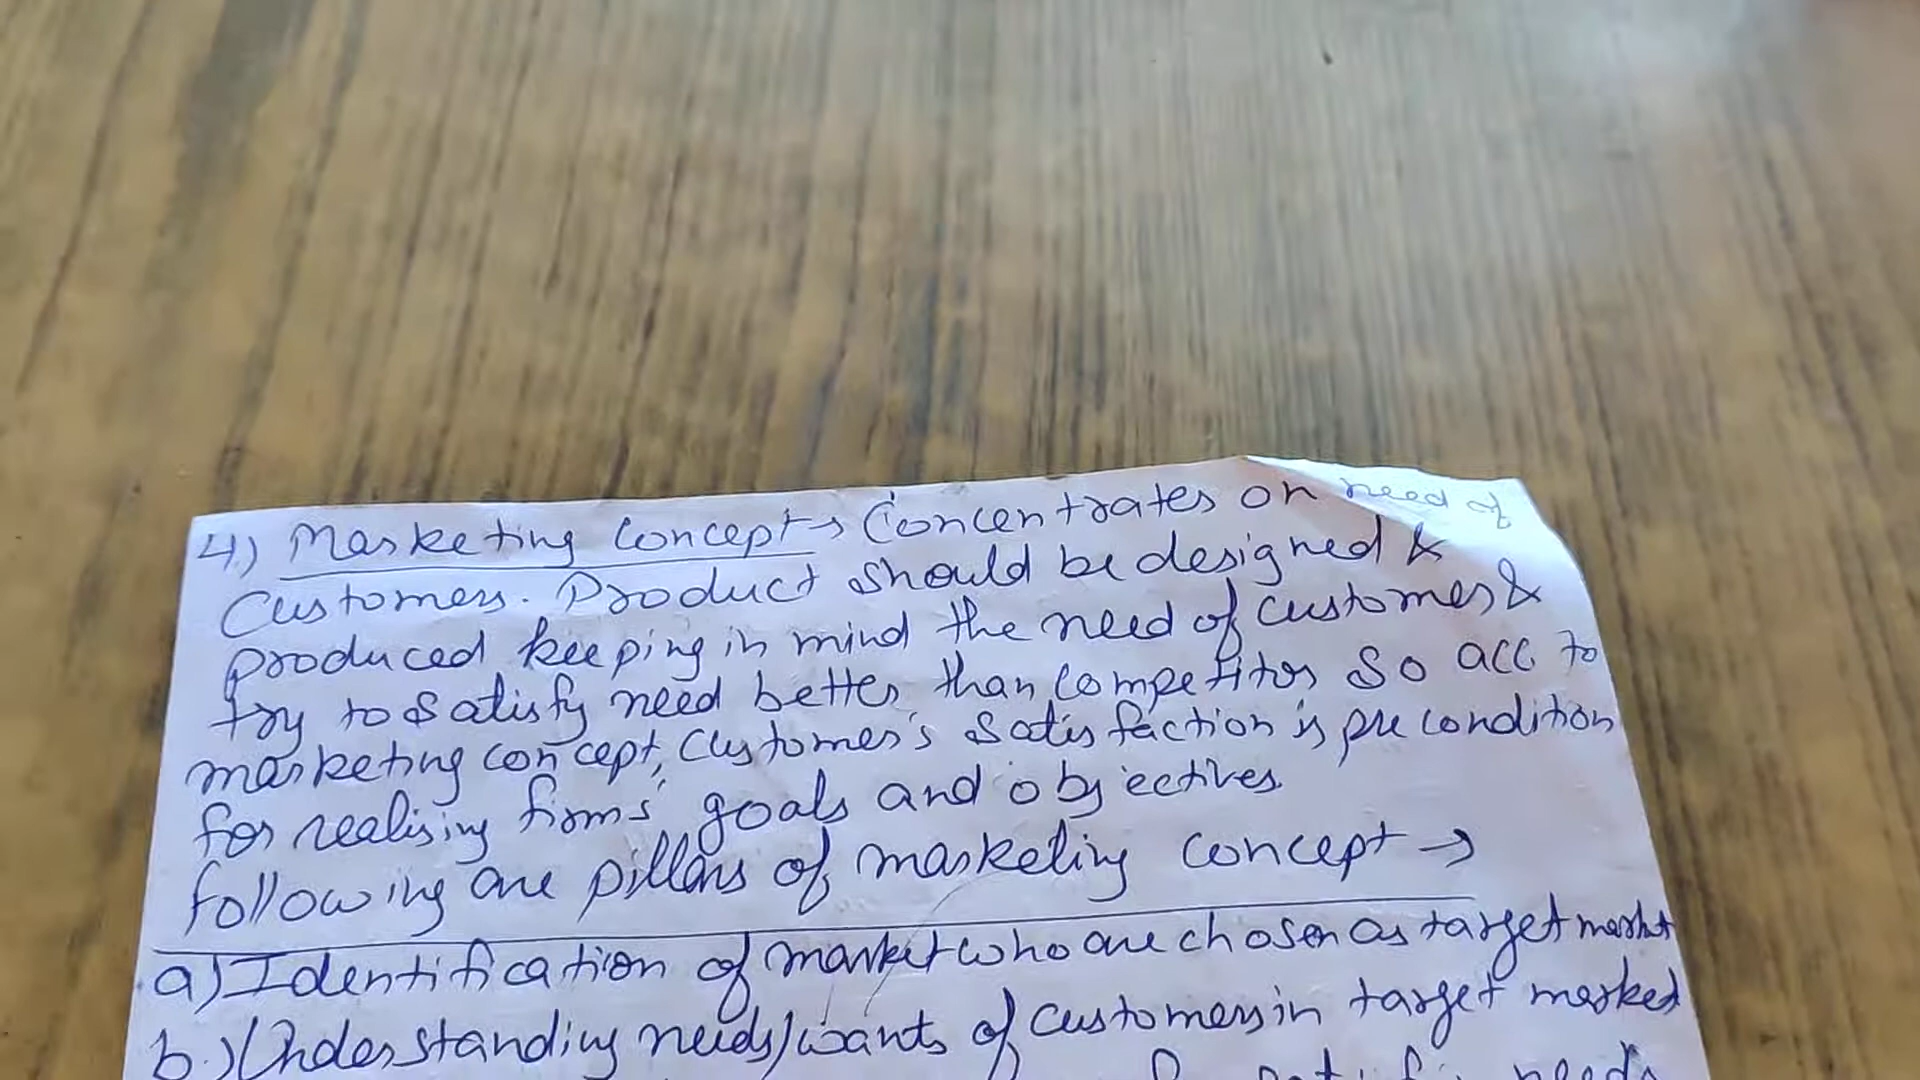 4.) Marketing Concept → Concentrates on need of
Customers. Product should be designed &
produced keeping in mind the need of customers &
try to satisfy need better than competitor so acc to
marketing concept, customer's satisfaction is pre condition
for realising firms' goals and objectives.
following are pillars of marketing concept →
a) Identification of market who are chosen as target market
b.) Understanding needs/wants of customers in target market
satisfy needs